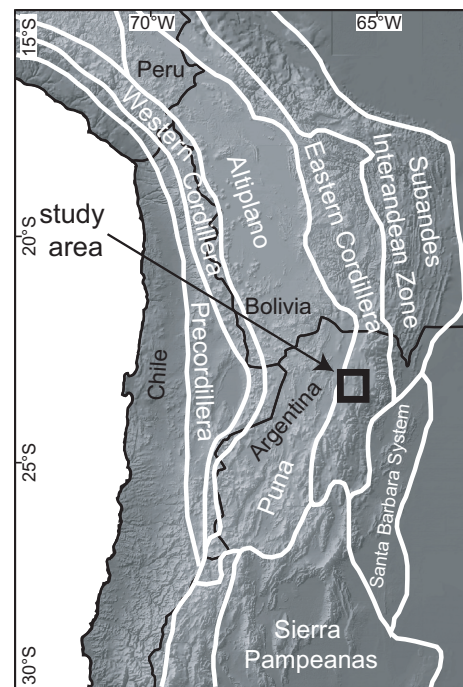 70°W
65°W
15°S
Peru
Western Cordillera
Altiplano
Eastern Cordillera
Interandean Zone
Subandes
study
area
20°S
Bolivia
Precordillera
Chile
Argentina
Puna
25°S
Santa Barbara System
Sierra
Pampeanas
30°S